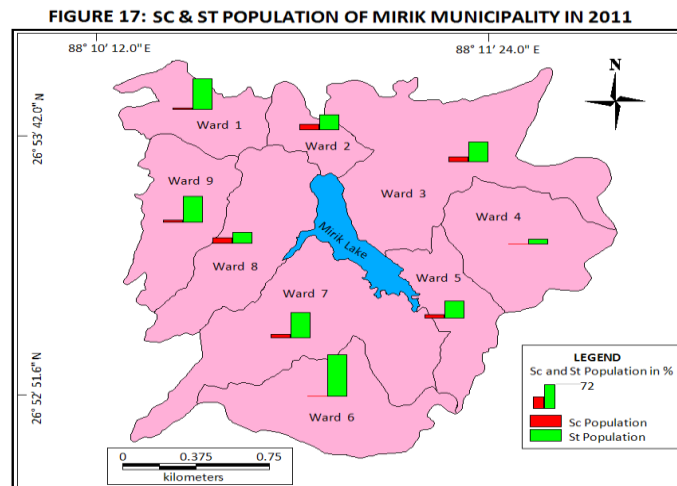 FIGURE 17: SC & ST POPULATION OF MIRIK MUNICIPALITY IN 2011
88° 10' 12.0" E
88° 11' 24.0" E
26° 53' 42.0" N
N
Ward 1
Ward 2
Ward 3
Ward 9
Ward 4
Mirik Lake
Ward 8
Ward 5
Ward 7
26° 52' 51.6" N
Ward 6
LEGEND
Sc and St Population in %
72
Sc Population
St Population
0 0.375 0.75
kilometers